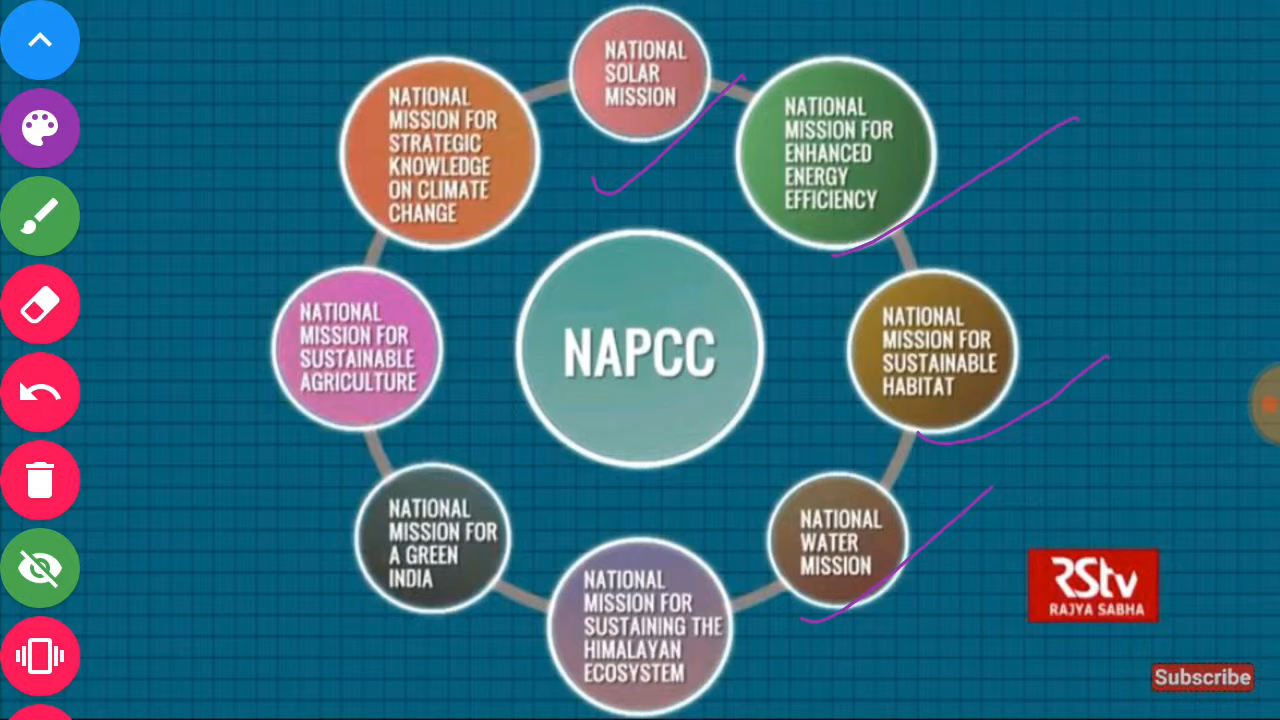 NATIONAL
SOLAR
MISSION
NATIONAL
MISSION FOR
ENHANCED
ENERGY
EFFICIENCY
NATIONAL
MISSION FOR
SUSTAINABLE
HABITAT
NATIONAL
WATER
MISSION
NATIONAL
MISSION FOR
SUSTAINING THE
HIMALAYAN
ECOSYSTEM
NATIONAL
MISSION FOR
A GREEN
INDIA
NATIONAL
MISSION FOR
SUSTAINABLE
AGRICULTURE
NATIONAL
MISSION FOR
STRATEGIC
KNOWLEDGE
ON CLIMATE
CHANGE
NAPCC
RStv
RAJYA SABHA
Subscribe